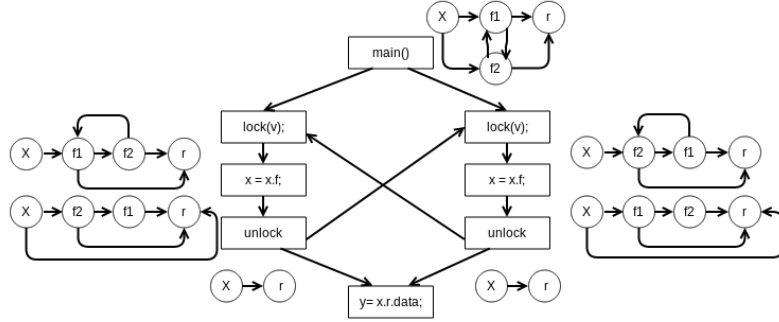 X f1 r
f2
main()
lock(v); lock(v);
X f1 f2 r
X f2 f1 r
x = x.f; x = x.f;
X f2 f1 r
X f1 f2 r
unlock unlock
X r
X r
y= x.r.data;